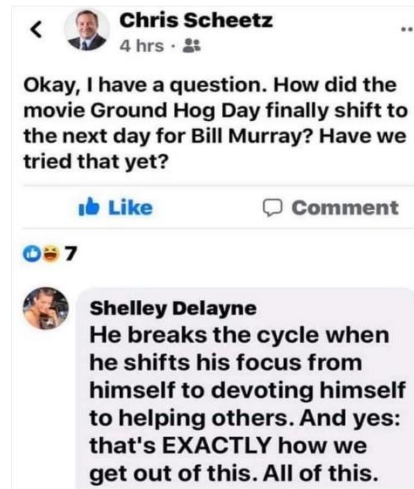 Chris Scheetz
4 hrs ·
Okay, I have a question. How did the
movie Ground Hog Day finally shift to
the next day for Bill Murray? Have we
tried that yet?
Like Comment
7
Shelley Delayne
He breaks the cycle when
he shifts his focus from
himself to devoting himself
to helping others. And yes:
that's EXACTLY how we
get out of this. All of this.